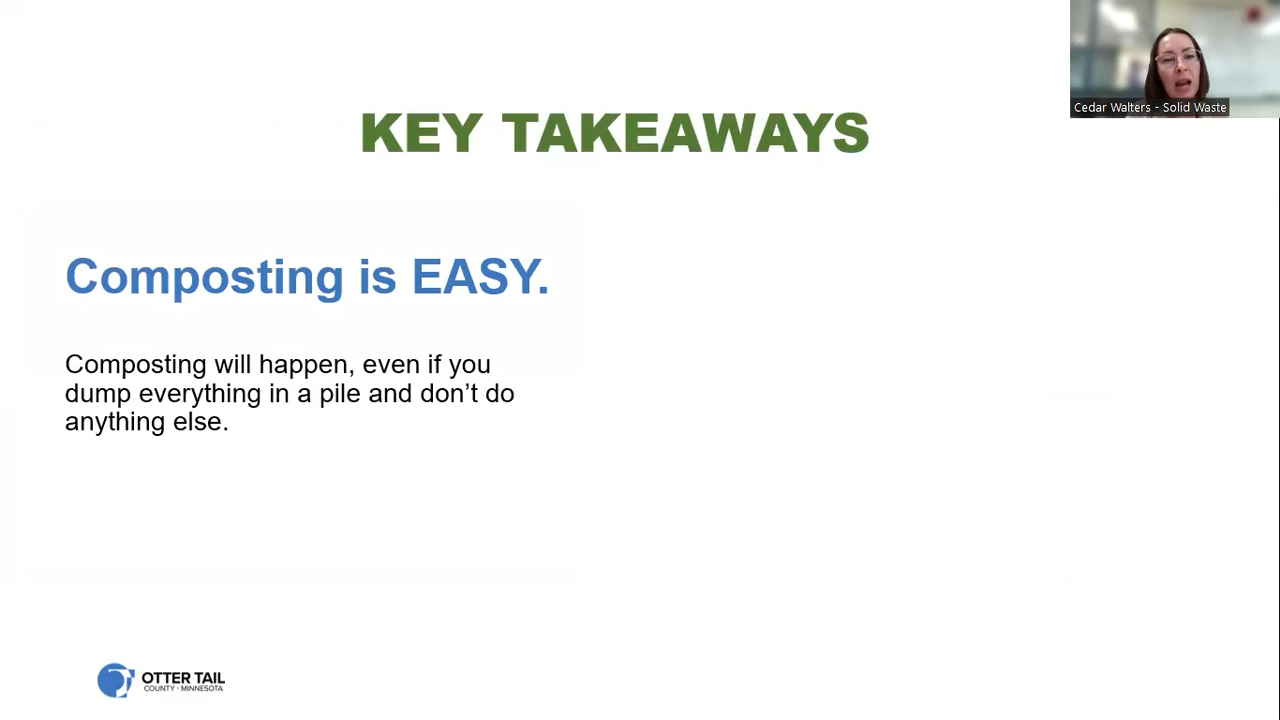 Cedar Walters - Solid Waste
KEY TAKEAWAYS
Composting is EASY.
Composting will happen, even if you
dump everything in a pile and don’t do
anything else.
OTTER TAIL
COUNTY · MINNESOTA